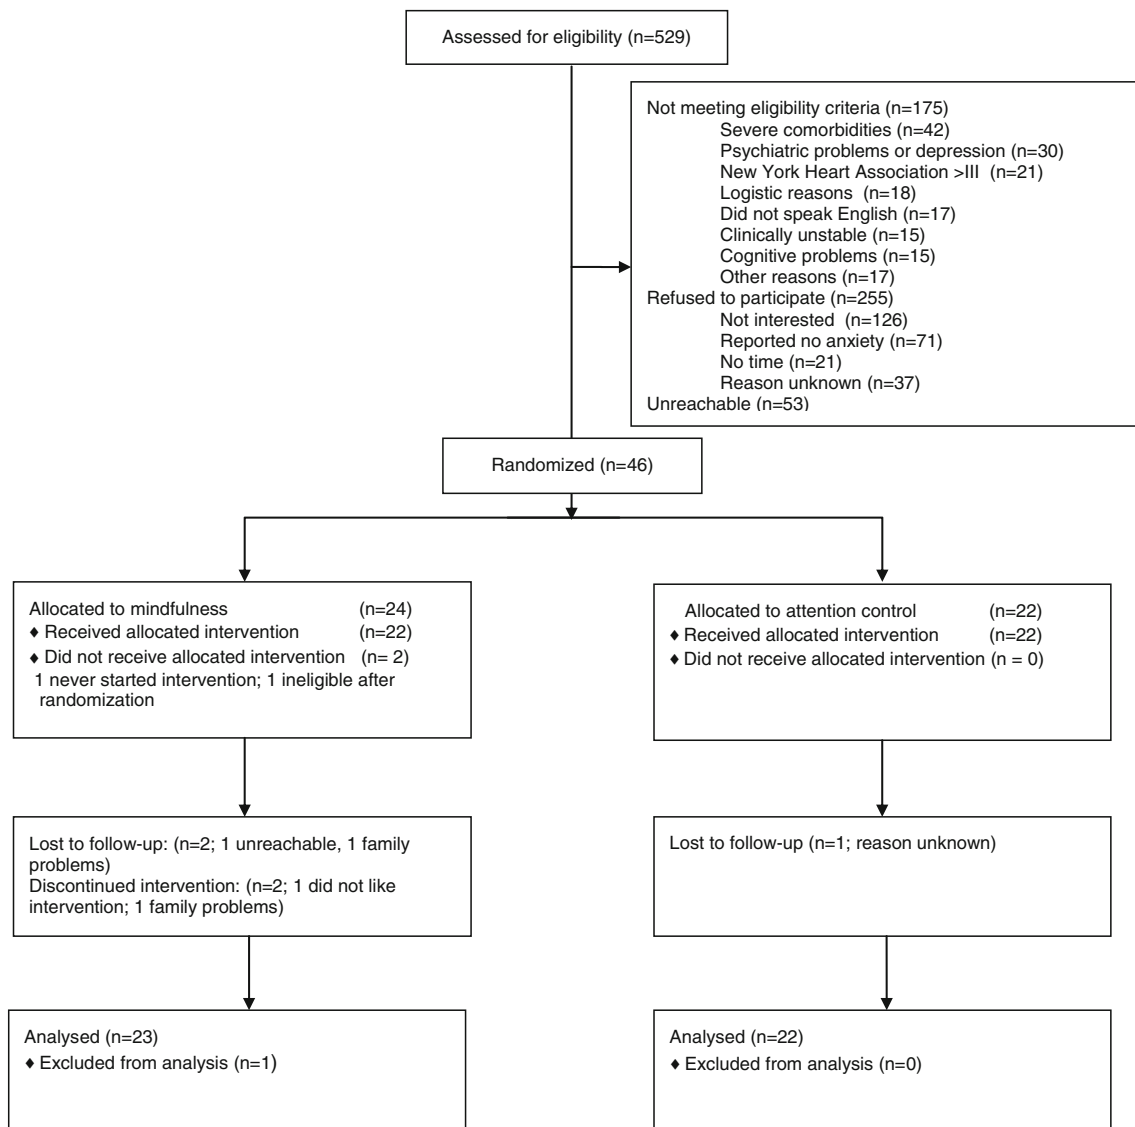 Assessed for eligibility (n=529)
Not meeting eligibility criteria (n=175)
Severe comorbidities (n=42)
Psychiatric problems or depression (n=30)
New York Heart Association >III (n=21)
Logistic reasons (n=18)
Did not speak English (n=17)
Clinically unstable (n=15)
Cognitive problems (n=15)
Other reasons (n=17)
Refused to participate (n=255)
Not interested (n=126)
Reported no anxiety (n=71)
No time (n=21)
Reason unknown (n=37)
Unreachable (n=53)
Randomized (n=46)
Allocated to mindfulness (n=24)
♦ Received allocated intervention (n=22)
♦ Did not receive allocated intervention (n= 2)
1 never started intervention; 1 ineligible after
randomization
Allocated to attention control (n=22)
♦ Received allocated intervention (n=22)
♦ Did not receive allocated intervention (n = 0)
Lost to follow-up: (n=2; 1 unreachable, 1 family
problems)
Discontinued intervention: (n=2; 1 did not like
intervention; 1 family problems)
Lost to follow-up (n=1; reason unknown)
Analysed (n=23)
♦ Excluded from analysis (n=1)
Analysed (n=22)
♦ Excluded from analysis (n=0)